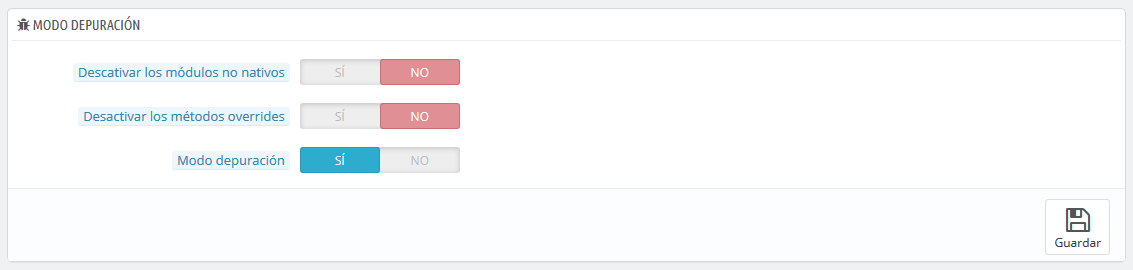 MODO DEPURACIÓN
Descativar los módulos no nativos SÍ NO
Desactivar los métodos overrides SÍ NO
Modo depuración SÍ NO
Guardar